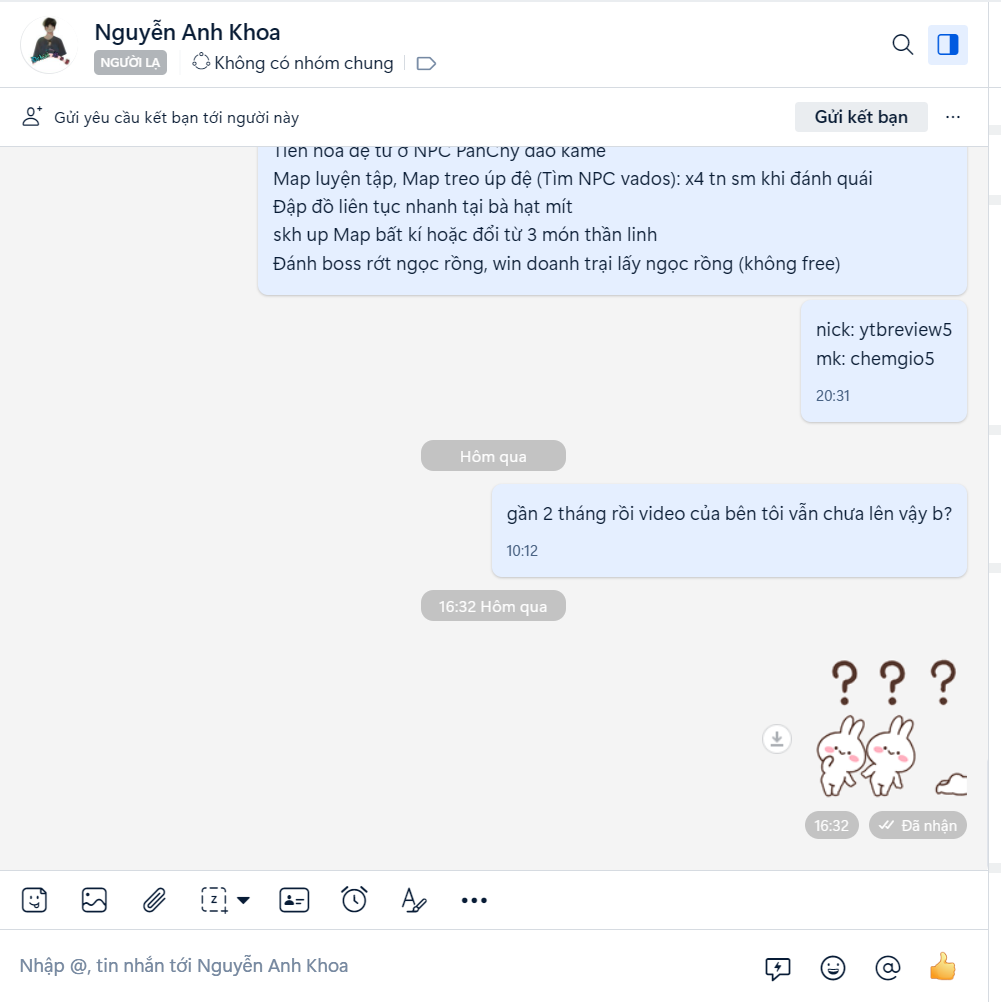 Nguyễn Anh Khoa
NGƯỜI LẠ
Không có nhóm chung
Gửi yêu cầu kết bạn tới người này
Gửi kết bạn
Tiến hóa đệ tử ở NPC PanChy đảo kame
Map luyện tập, Map treo úp đệ (Tìm NPC vados): x4 tn sm khi đánh quái
Đập đồ liên tục nhanh tại bà hạt mít
skh up Map bất kí hoặc đổi từ 3 món thần linh
Đánh boss rớt ngọc rồng, win doanh trại lấy ngọc rồng (không free)
nick: ytbreview5
mk: chemgio5
20:31
Hôm qua
gần 2 tháng rồi video của bên tôi vẫn chưa lên vậy b?
10:12
16:32 Hôm qua
? ? ?
16:32
Đã nhận
Nhập @, tin nhắn tới Nguyễn Anh Khoa